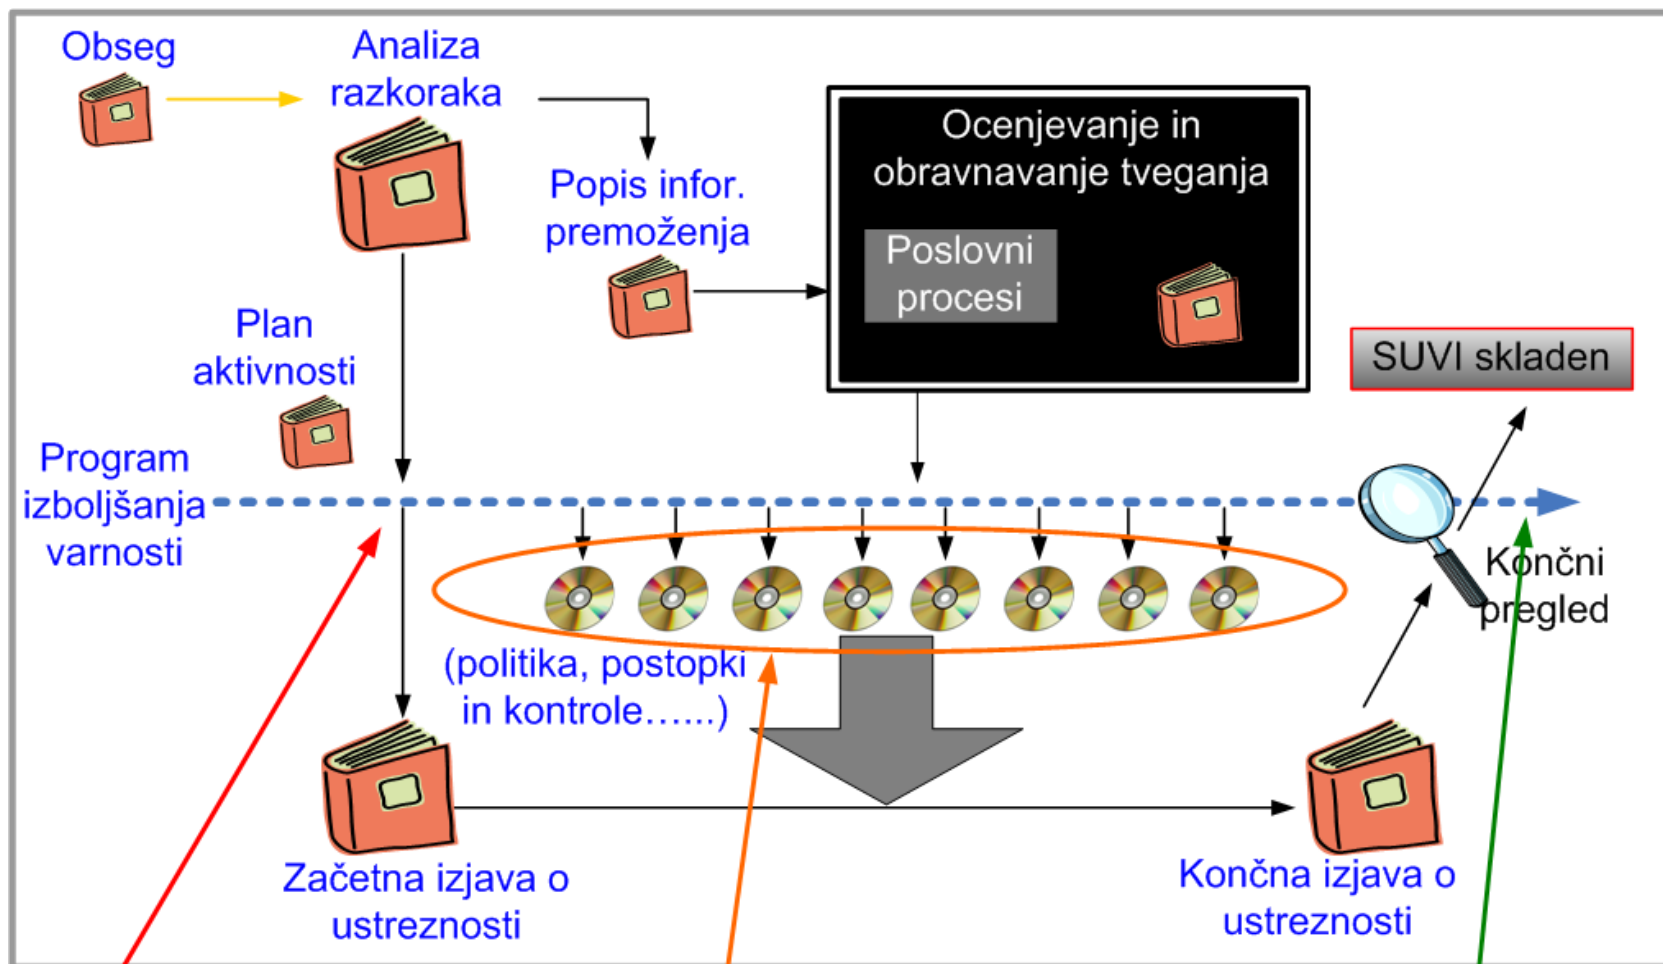 Obseg
Analiza
razkoraka
Popis infor.
premoženja
Ocenjevanje in
obravnavanje tveganja
Poslovni
procesi
Plan
aktivnosti
SUVI skladen
Program
izboljšanja
varnosti
Končni
pregled
(politika, postopki
in kontrole…...)
Začetna izjava o
ustreznosti
Končna izjava o
ustreznosti